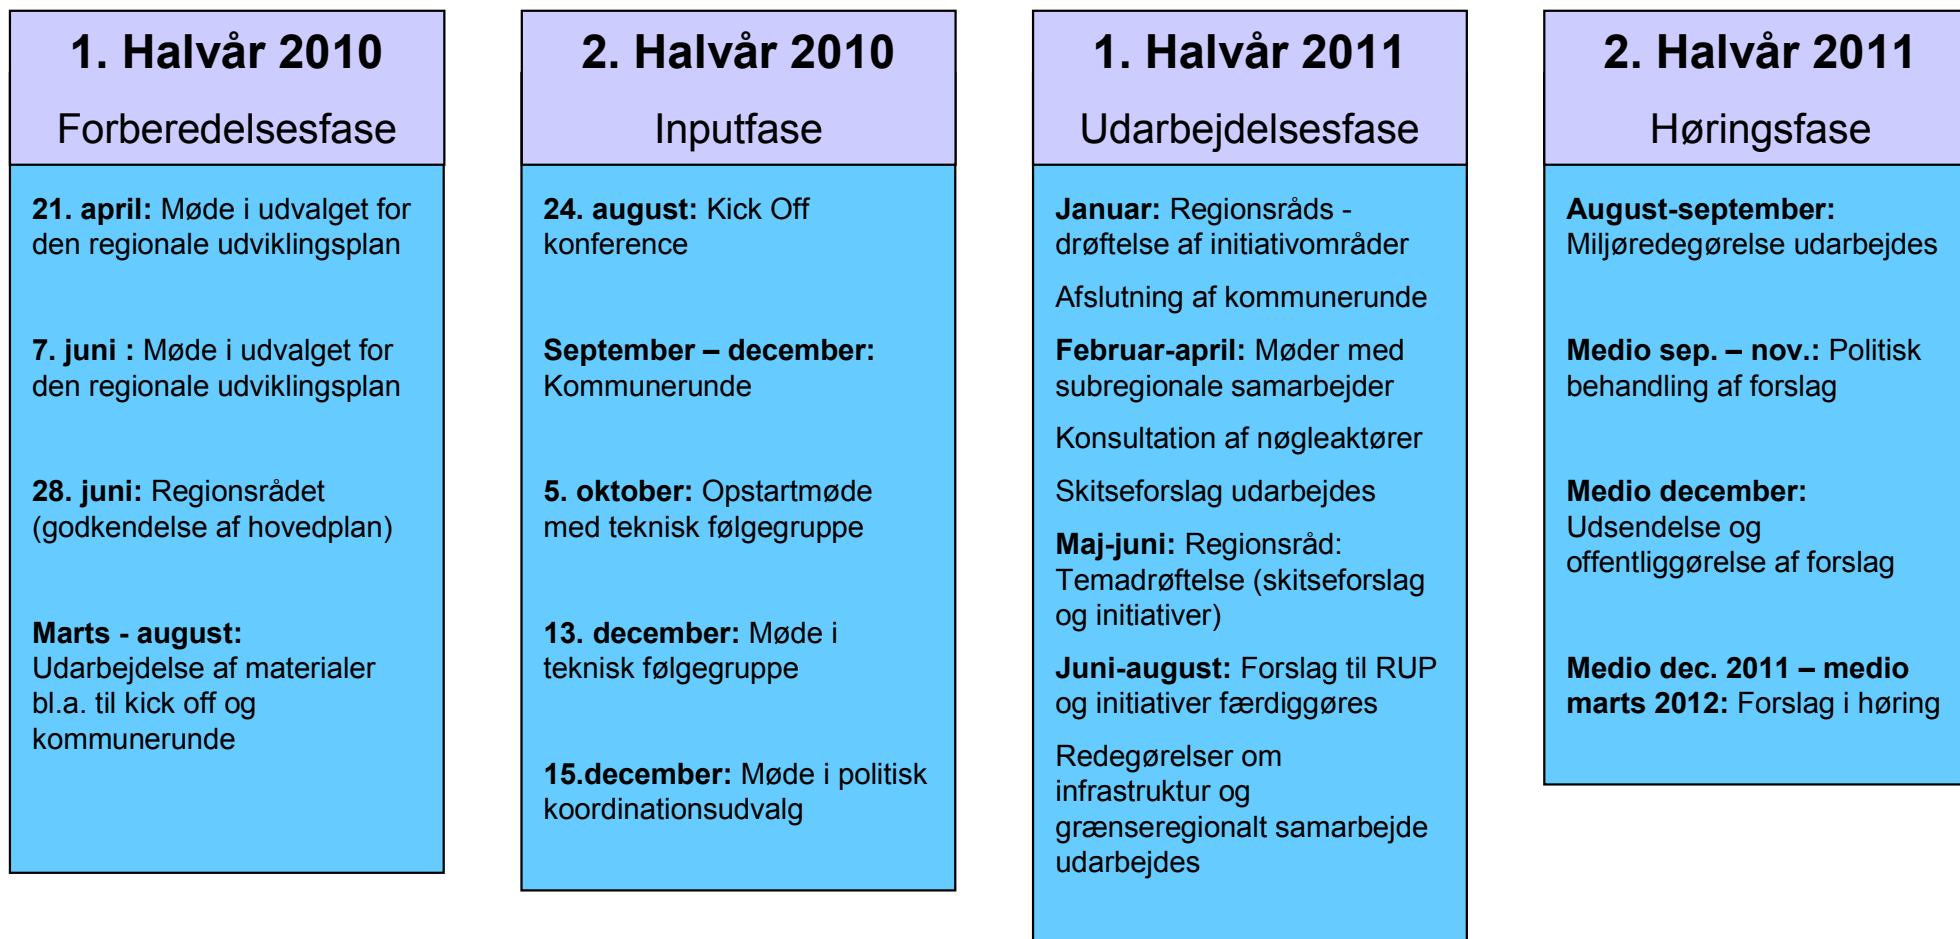 1. Halvår 2010
Forberedelsesfase
21. april: Møde i udvalget for
den regionale udviklingsplan
7. juni : Møde i udvalget for
den regionale udviklingsplan
28. juni: Regionsrådet
(godkendelse af hovedplan)
Marts - august:
Udarbejdelse af materialer
bl.a. til kick off og
kommunerunde
2. Halvår 2010
Inputfase
24. august: Kick Off
konference
September – december:
Kommunerunde
5. oktober: Opstartmøde
med teknisk følgegruppe
13. december: Møde i
teknisk følgegruppe
15.december: Møde i politisk
koordinationsudvalg
1. Halvår 2011
Udarbejdelsesfase
Januar: Regionsråds -
drøftelse af initiativområder
Afslutning af kommunerunde
Februar-april: Møder med
subregionale samarbejder
Konsultation af nøgleaktører
Skitseforslag udarbejdes
Maj-juni: Regionsråd:
Temadrøftelse (skitseforslag
og initiativer)
Juni-august: Forslag til RUP
og initiativer færdiggøres
Redegørelser om
infrastruktur og
grænseregionalt samarbejde
udarbejdes
2. Halvår 2011
Høringsfase
August-september:
Miljøredegørelse udarbejdes
Medio sep. – nov.: Politisk
behandling af forslag
Medio december:
Udsendelse og
offentliggørelse af forslag
Medio dec. 2011 – medio
marts 2012: Forslag i høring